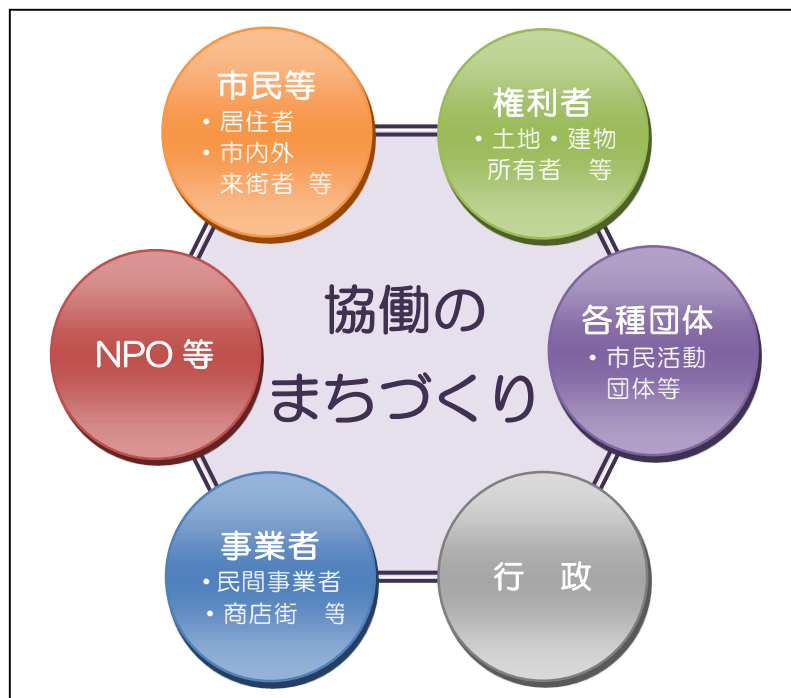 市民等
・居住者
・市内外
来街者 等
権利者
・土地・建物
所有者　等
NPO 等
協働の
まちづくり
各種団体
・市民活動
団体等
事業者
・民間事業者
・商店街　等
行　政